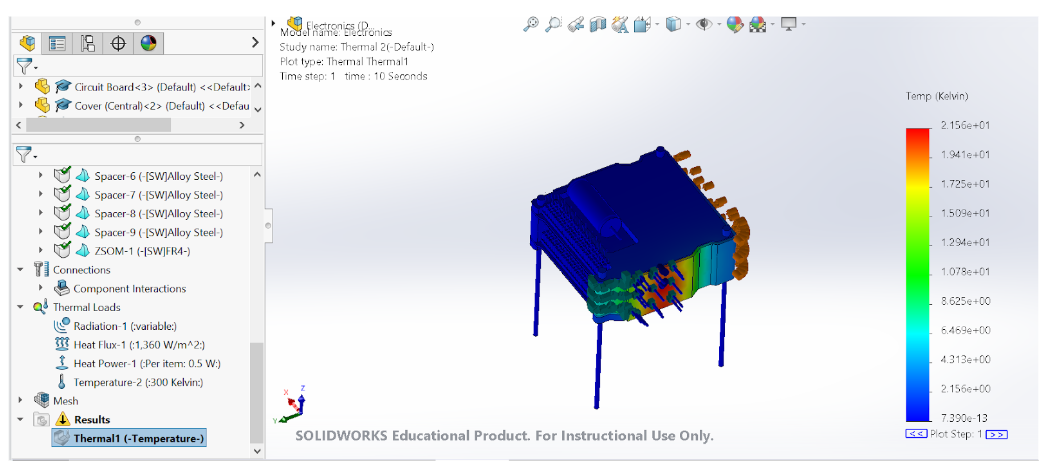 Electronics (D...
Model name: Electronics
Study name: Thermal 2(-Default-)
Plot type: Thermal Thermal1
Time step: 1 time : 10 Seconds
Circuit Board<3> (Default) <<Default>
Cover (Central)<2> (Default) <<Defau
Spacer-6 (-[SW]Alloy Steel-)
Spacer-7 (-[SW]Alloy Steel-)
Spacer-8 (-[SW]Alloy Steel-)
Spacer-9 (-[SW]Alloy Steel-)
ZSOM-1 (-[SW]FR4-)
Connections
Component Interactions
Thermal Loads
Radiation-1 (:variable:)
Heat Flux-1 (:1,360 W/m^2:)
Heat Power-1 (:Per item: 0.5 W:)
Temperature-2 (:300 Kelvin:)
Mesh
Results
Thermal1 (-Temperature-)
Temp (Kelvin)
2.156e+01
1.941e+01
1.725e+01
1.509e+01
1.294e+01
1.078e+01
8.625e+00
6.469e+00
4.313e+00
2.156e+00
7.390e-13
<< Plot Step: 1 >>
X
Z
Y
SOLIDWORKS Educational Product. For Instructional Use Only.